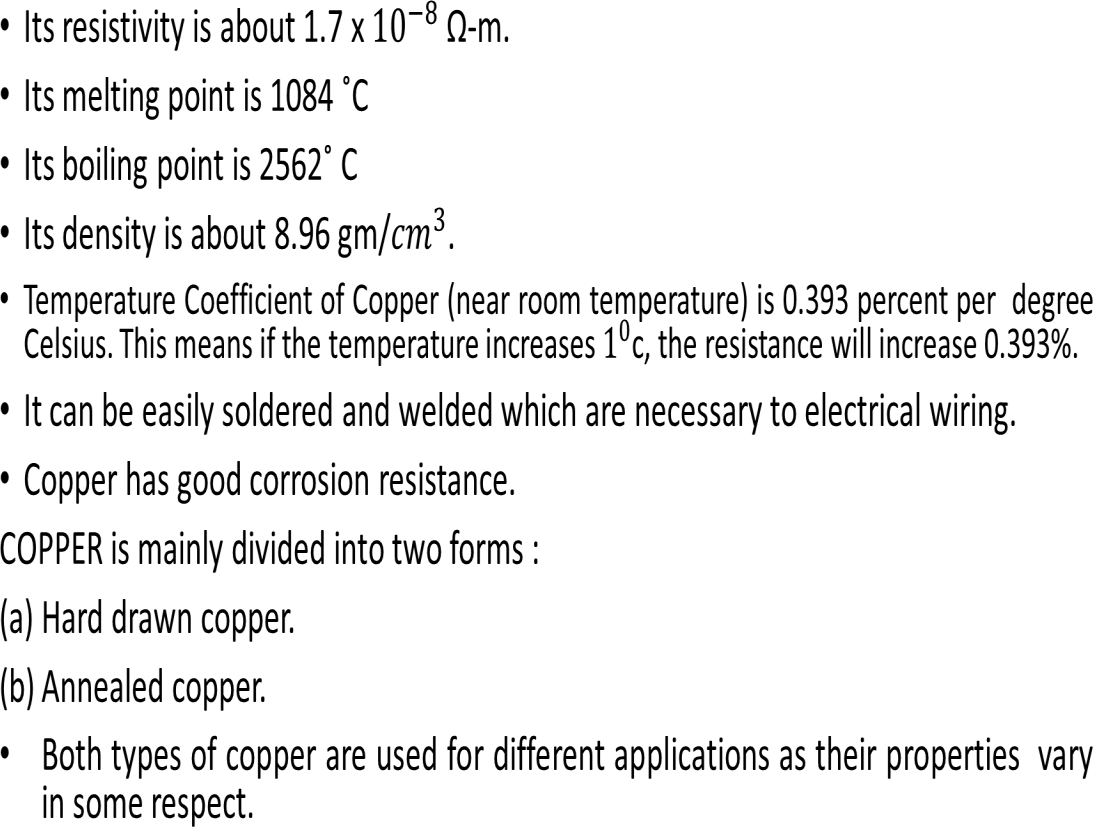 • Its resistivity is about 1.7 x 10⁻⁸ Ω-m.
• Its melting point is 1084 ˚C
• Its boiling point is 2562˚ C
• Its density is about 8.96 gm/cm³.
• Temperature Coefficient of Copper (near room temperature) is 0.393 percent per degree
Celsius. This means if the temperature increases 1⁰c, the resistance will increase 0.393%.
• It can be easily soldered and welded which are necessary to electrical wiring.
• Copper has good corrosion resistance.
COPPER is mainly divided into two forms :
(a) Hard drawn copper.
(b) Annealed copper.
• Both types of copper are used for different applications as their properties vary
in some respect.